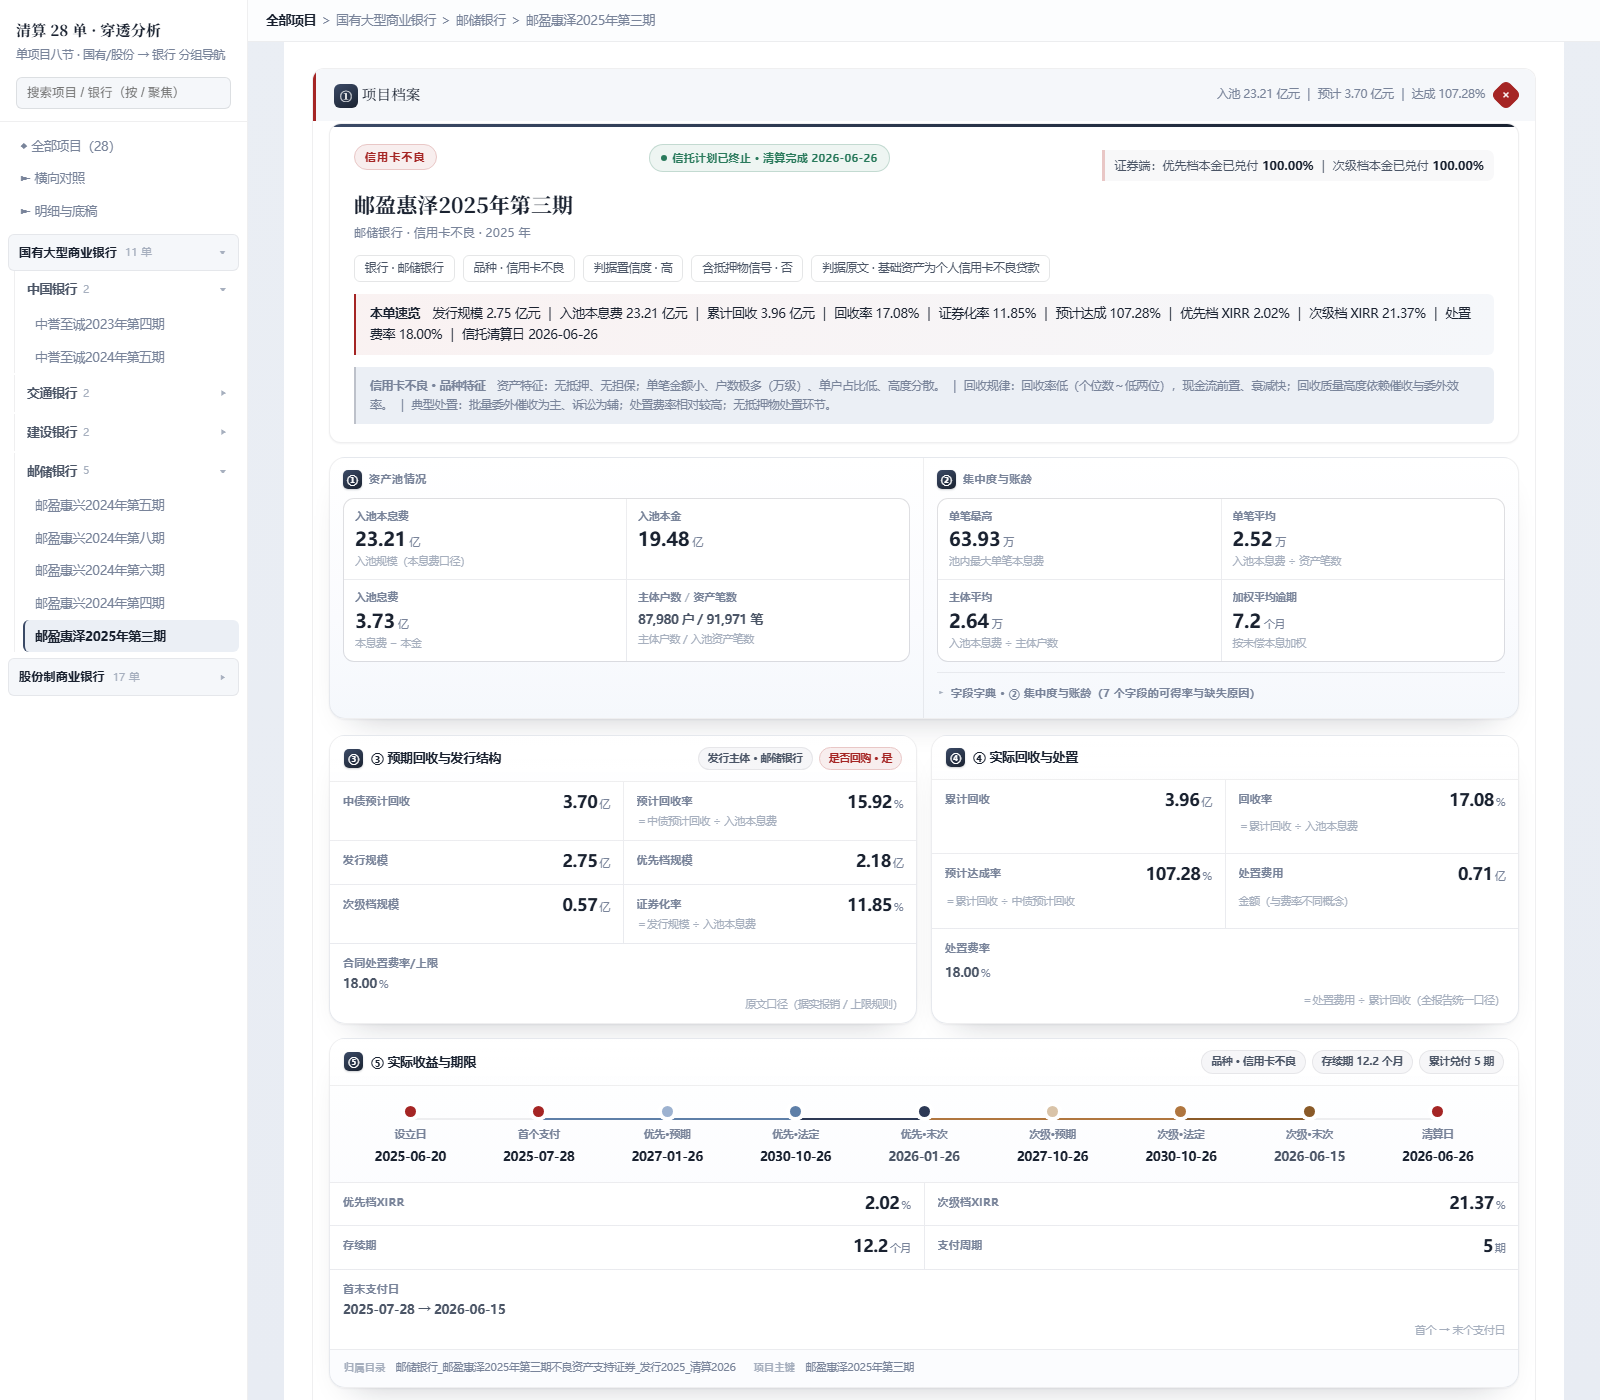 清算 28 单 · 穿透分析
单项目八节 · 国有/股份 → 银行 分组导航
搜索项目 / 银行（按 / 聚焦）
◆ 全部项目（28）
► 横向对照
► 明细与底稿
国有大型商业银行 11 单
中国银行 2
中誉至诚2023年第四期
中誉至诚2024年第五期
交通银行 2
建设银行 2
邮储银行 5
邮盈惠兴2024年第五期
邮盈惠兴2024年第八期
邮盈惠兴2024年第六期
邮盈惠兴2024年第四期
邮盈惠泽2025年第三期
股份制商业银行 17 单
全部项目 > 国有大型商业银行 > 邮储银行 > 邮盈惠泽2025年第三期
① 项目档案
入池 23.21 亿元 | 预计 3.70 亿元 | 达成 107.28% ×
信用卡不良
● 信托计划已终止 • 清算完成 2026-06-26
证券端：优先档本金已兑付 100.00% | 次级档本金已兑付 100.00%
邮盈惠泽2025年第三期
邮储银行 · 信用卡不良 · 2025 年
银行 · 邮储银行
品种 · 信用卡不良
判据置信度 · 高
含抵押物信号 · 否
判据原文 · 基础资产为个人信用卡不良贷款
本单速览 发行规模 2.75 亿元 | 入池本息费 23.21 亿元 | 累计回收 3.96 亿元 | 回收率 17.08% | 证券化率 11.85% | 预计达成 107.28% | 优先档 XIRR 2.02% | 次级档 XIRR 21.37% | 处置
费率 18.00% | 信托清算日 2026-06-26
信用卡不良 • 品种特征 资产特征：无抵押、无担保；单笔金额小、户数极多（万级）、单户占比低、高度分散。 | 回收规律：回收率低（个位数~低两位），现金流前置、衰减快；回收质量高度依赖催收与委外效
率。 | 典型处置：批量委外催收为主、诉讼为辅；处置费率相对较高；无抵押物处置环节。
① 资产池情况
入池本息费
23.21 亿
入池规模（本息费口径）
入池本金
19.48 亿
入池息费
3.73 亿
本息费 − 本金
主体户数 / 资产笔数
87,980 户 / 91,971 笔
主体户数 / 入池资产笔数
② 集中度与账龄
单笔最高
63.93 万
池内最大单笔本息费
单笔平均
2.52 万
入池本息费 ÷ 资产笔数
主体平均
2.64 万
入池本息费 ÷ 主体户数
加权平均逾期
7.2 个月
按未偿本息加权
字段字典 • ② 集中度与账龄（7 个字段的可得率与缺失原因）
③ ③ 预期回收与发行结构
发行主体 • 邮储银行
是否回购 • 是
中债预计回收 3.70 亿
预计回收率 15.92 %
＝中债预计回收 ÷ 入池本息费
发行规模 2.75 亿
优先档规模 2.18 亿
次级档规模 0.57 亿
证券化率 11.85 %
＝发行规模 ÷ 入池本息费
合同处置费率/上限
18.00 %
原文口径（据实报销 / 上限规则）
④ ④ 实际回收与处置
累计回收 3.96 亿
回收率 17.08 %
＝累计回收 ÷ 入池本息费
预计达成率 107.28 %
＝累计回收 ÷ 中债预计回收
处置费用 0.71 亿
金额（与费率不同概念）
处置费率
18.00 %
＝处置费用 ÷ 累计回收（全报告统一口径）
⑤ ⑤ 实际收益与期限
品种 • 信用卡不良
存续期 12.2 个月
累计兑付 5 期
设立日
2025-06-20
首个支付
2025-07-28
优先•预期
2027-01-26
优先•法定
2030-10-26
优先•末次
2026-01-26
次级•预期
2027-10-26
次级•法定
2030-10-26
次级•末次
2026-06-15
清算日
2026-06-26
优先档XIRR 2.02 %
次级档XIRR 21.37 %
存续期 12.2 个月
支付周期 5 期
首末支付日
2025-07-28 → 2026-06-15
首个 → 末个支付日
归属目录 邮储银行_邮盈惠泽2025年第三期不良资产支持证券_发行2025_清算2026 项目主键 邮盈惠泽2025年第三期